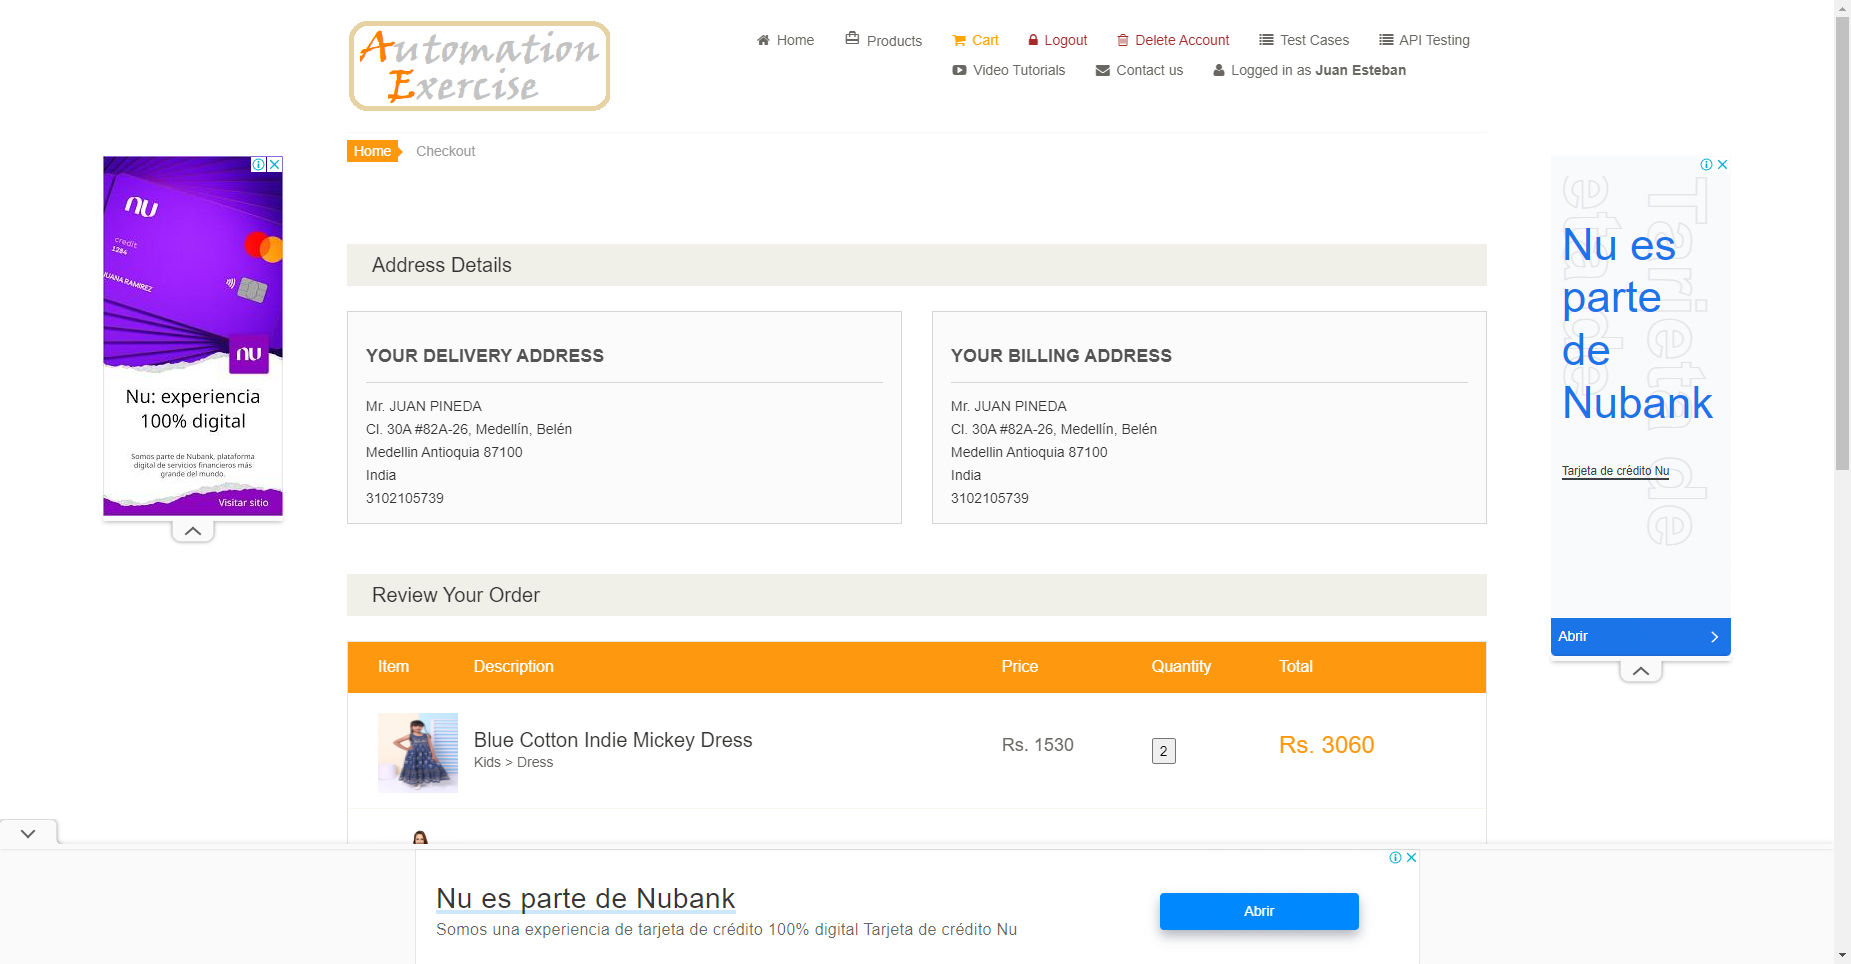 Automation
Exercise
Home
Products
Cart
Logout
Delete Account
Test Cases
API Testing
Video Tutorials
Contact us
Logged in as Juan Esteban
Home
Checkout
nu
credit
1284
JUANA RAMIREZ
nu
Nu: experiencia
100% digital
Somos parte de Nubank, plataforma
digital de servicios financieros más
grande del mundo.
Visitar sitio
Address Details
YOUR DELIVERY ADDRESS
Mr. JUAN PINEDA
Cl. 30A #82A-26, Medellín, Belén
Medellin Antioquia 87100
India
3102105739
YOUR BILLING ADDRESS
Mr. JUAN PINEDA
Cl. 30A #82A-26, Medellín, Belén
Medellin Antioquia 87100
India
3102105739
Tarjeta de
Nu es
parte
de
Nubank
Tarjeta de crédito Nu
Abrir
Review Your Order
Item Description Price Quantity Total
Blue Cotton Indie Mickey Dress
Kids > Dress
Rs. 1530
2
Rs. 3060
Nu es parte de Nubank
Somos una experiencia de tarjeta de crédito 100% digital Tarjeta de crédito Nu
Abrir